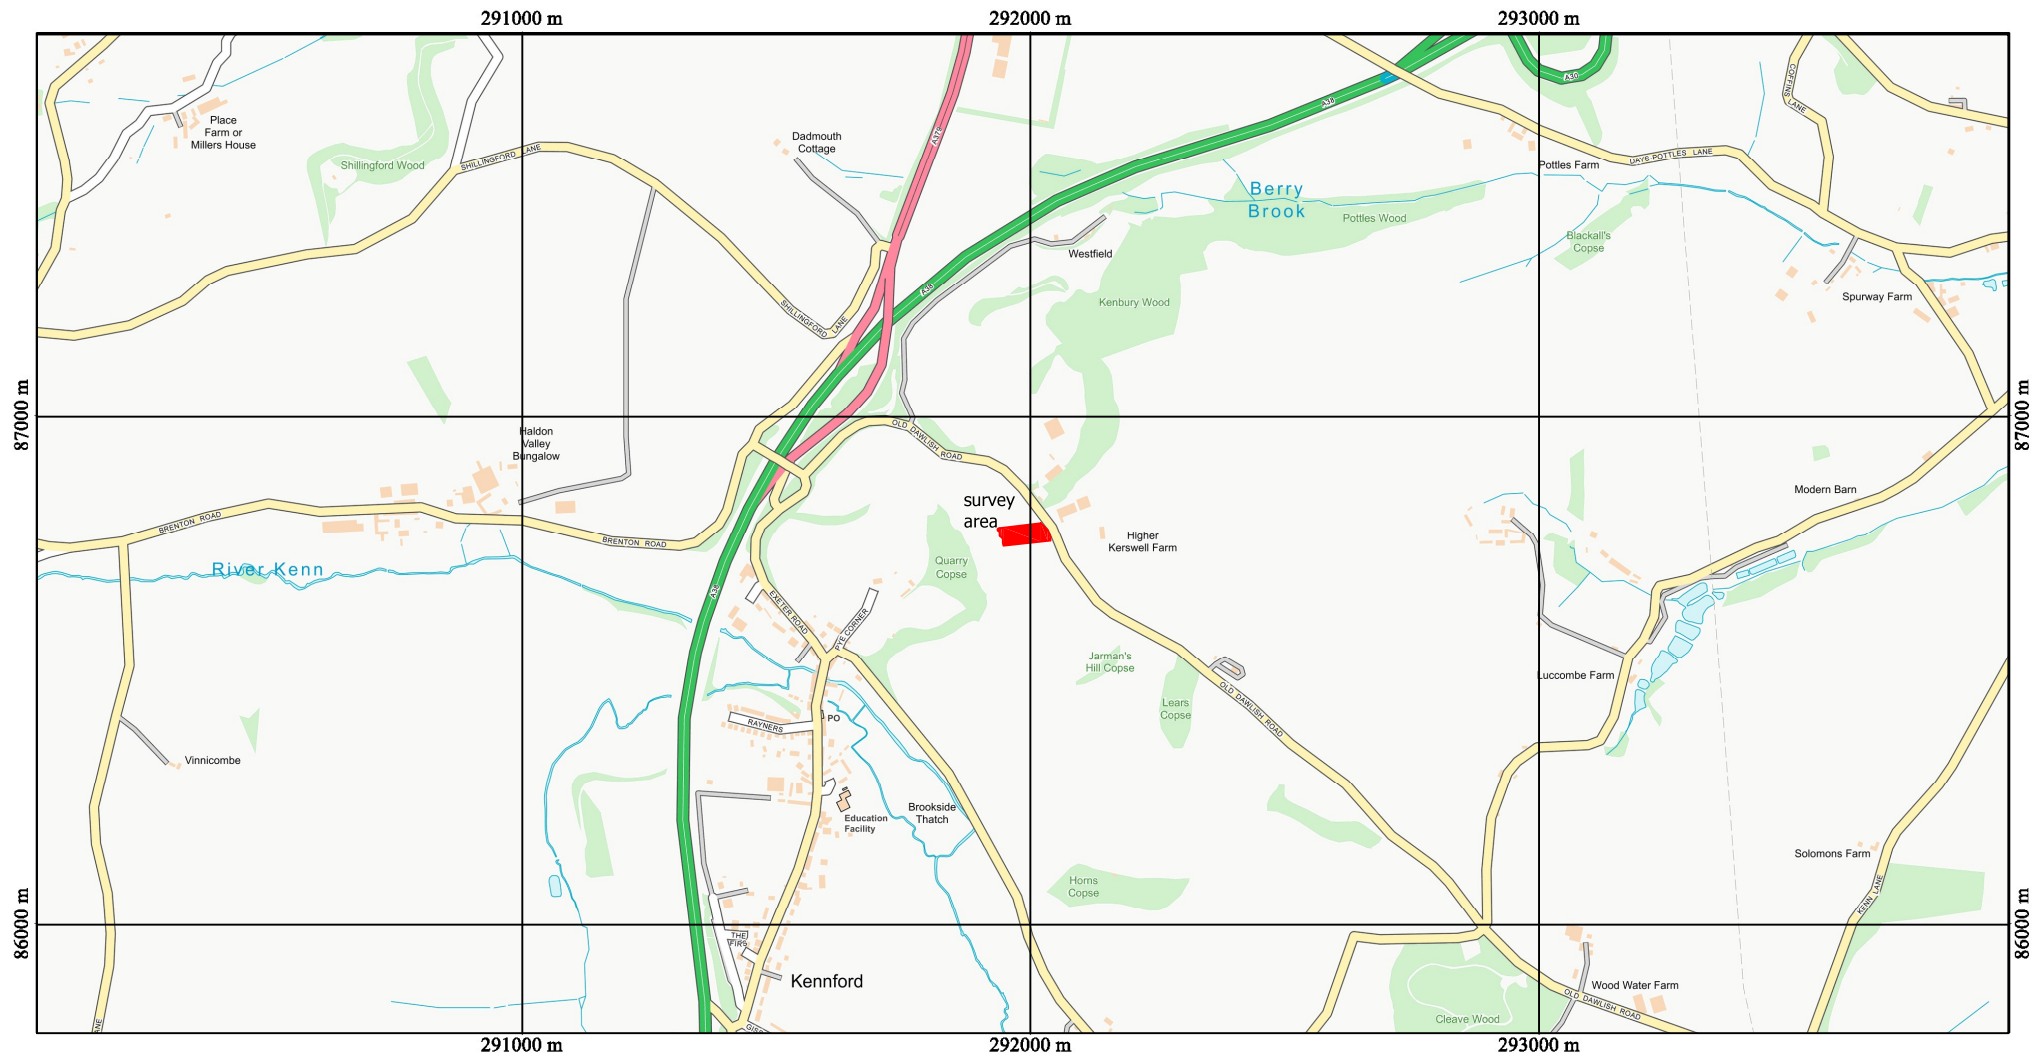 291000 m
292000 m
293000 m
A30
COFFINS
LANE
A38
A379
Place
Farm or
Millers House
Dadmouth
Cottage
SHILLINGFORD LANE
Shillingford Wood
Pottles Farm
DAYS POTTLES LANE
Berry
Brook
Pottles Wood
Blackall's
Copse
Westfield
A38
Kenbury Wood
Spurway Farm
SHILLINGFORD
LANE
87000 m
87000 m
OLD DAWLISH ROAD
Haldon
Valley
Bungalow
Modern Barn
survey
area
BRENTON ROAD
BRENTON ROAD
Higher
Kerswell Farm
River Kenn
Quarry
Copse
A38
EXETER ROAD
PYE CORNER
Jarman's
Hill Copse
Luccombe Farm
Lears
Copse
OLD DAWLISH ROAD
RAYNERS
PO
Vinnicombe
Brookside
Thatch
Education
Facility
Solomons Farm
Horns
Copse
KENN LANE
86000 m
86000 m
THE
FIRS
Kennford
Wood Water Farm
OLD DAWLISH ROAD
Cleave Wood
291000 m
292000 m
293000 m